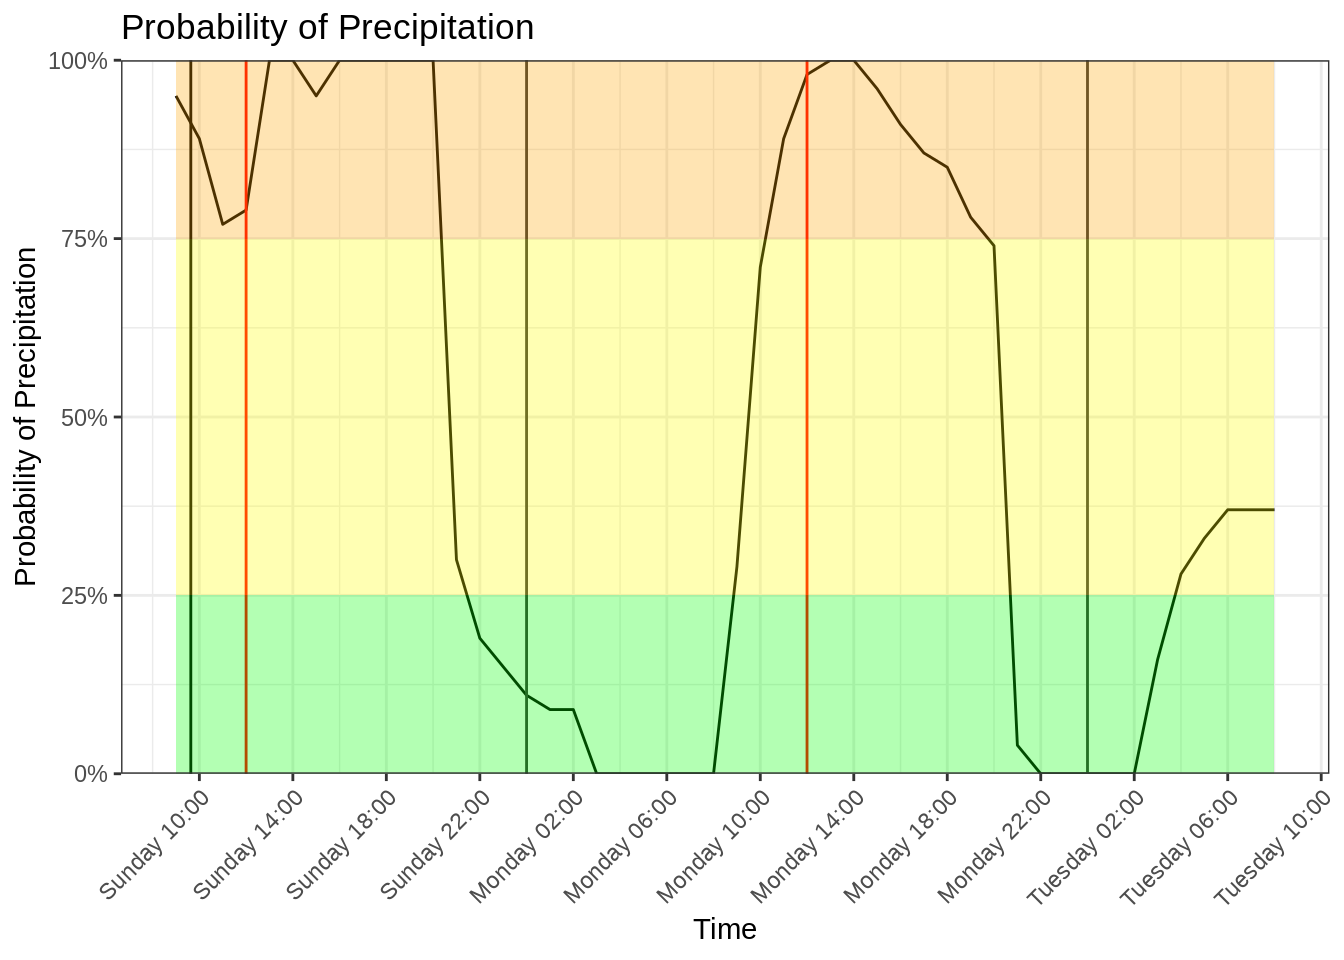 Probability of Precipitation
Probability of Precipitation
100%
75%
50%
25%
0%
Sunday 10:00
Sunday 14:00
Sunday 18:00
Sunday 22:00
Monday 02:00
Monday 06:00
Monday 10:00
Monday 14:00
Monday 18:00
Monday 22:00
Tuesday 02:00
Tuesday 06:00
Tuesday 10:00
Time